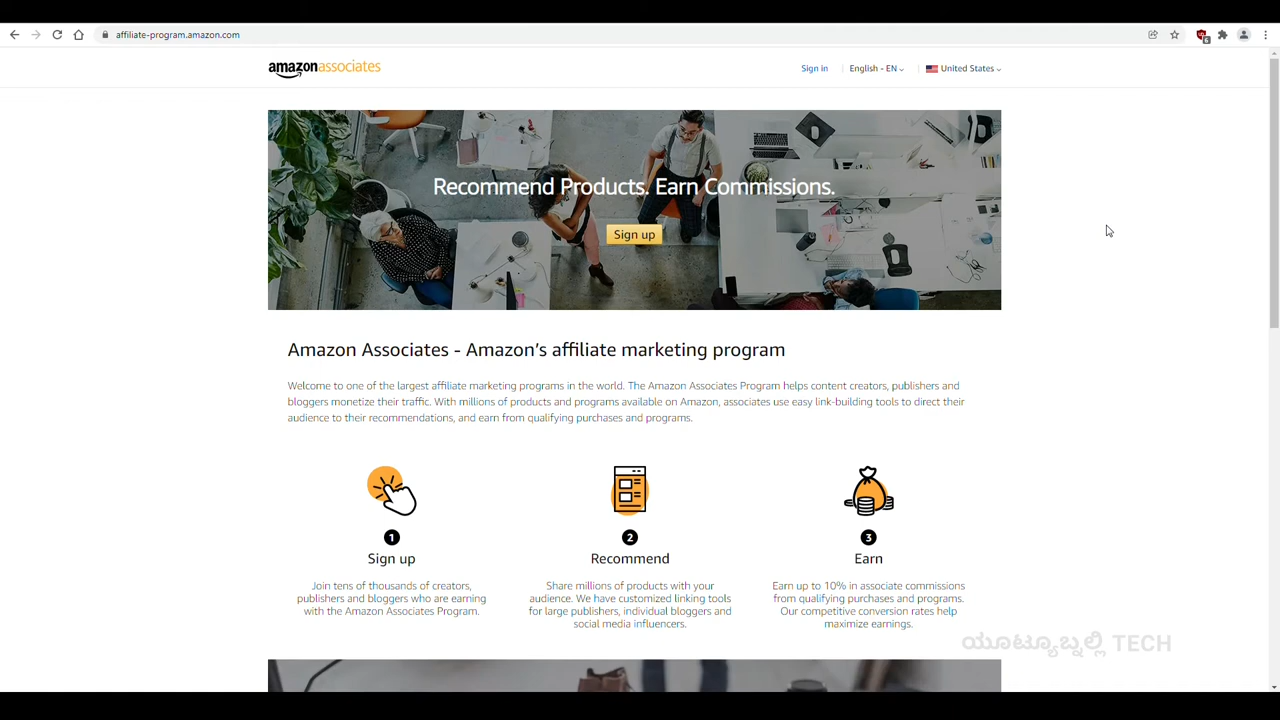 affiliate-program.amazon.com
6
amazonassociates
Sign in
English - EN
United States
Recommend Products. Earn Commissions.
Sign up
Amazon Associates - Amazon's affiliate marketing program
Welcome to one of the largest affiliate marketing programs in the world. The Amazon Associates Program helps content creators, publishers and
bloggers monetize their traffic. With millions of products and programs available on Amazon, associates use easy link-building tools to direct their
audience to their recommendations, and earn from qualifying purchases and programs.
1
Sign up
Join tens of thousands of creators,
publishers and bloggers who are earning
with the Amazon Associates Program.
2
Recommend
Share millions of products with your
audience. We have customized linking tools
for large publishers, individual bloggers and
social media influencers.
3
Earn
Earn up to 10% in associate commissions
from qualifying purchases and programs.
Our competitive conversion rates help
maximize earnings.
ಯೂಟ್ಯೂಬ್ನಲ್ಲಿ TECH